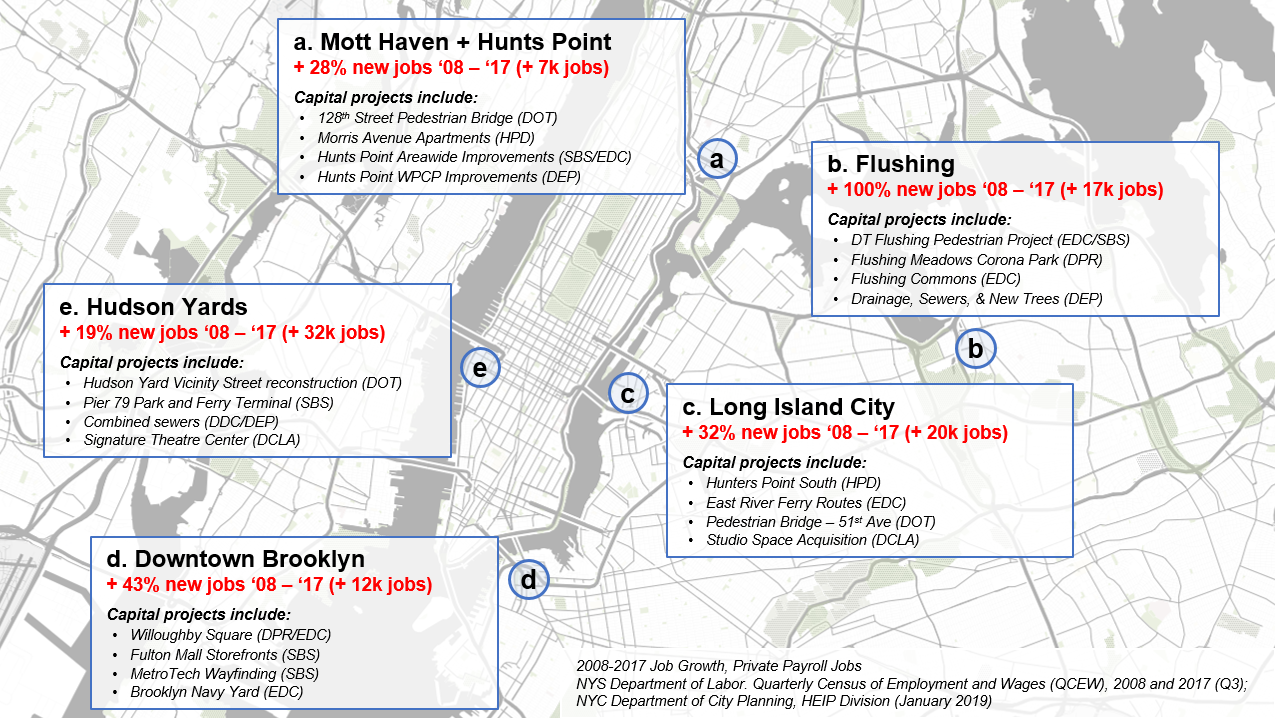 a. Mott Haven + Hunts Point
+ 28% new jobs ‘08 – ‘17 (+ 7k jobs)
Capital projects include:
• 128th Street Pedestrian Bridge (DOT)
• Morris Avenue Apartments (HPD)
• Hunts Point Areawide Improvements (SBS/EDC)
• Hunts Point WPCP Improvements (DEP)
a
b. Flushing
+ 100% new jobs ‘08 – ‘17 (+ 17k jobs)
Capital projects include:
• DT Flushing Pedestrian Project (EDC/SBS)
• Flushing Meadows Corona Park (DPR)
• Flushing Commons (EDC)
• Drainage, Sewers, & New Trees (DEP)
b
e. Hudson Yards
+ 19% new jobs ‘08 – ‘17 (+ 32k jobs)
Capital projects include:
• Hudson Yard Vicinity Street reconstruction (DOT)
• Pier 79 Park and Ferry Terminal (SBS)
• Combined sewers (DDC/DEP)
• Signature Theatre Center (DCLA)
e
c
c. Long Island City
+ 32% new jobs ‘08 – ‘17 (+ 20k jobs)
Capital projects include:
• Hunters Point South (HPD)
• East River Ferry Routes (EDC)
• Pedestrian Bridge – 51st Ave (DOT)
• Studio Space Acquisition (DCLA)
d. Downtown Brooklyn
+ 43% new jobs ‘08 – ‘17 (+ 12k jobs)
Capital projects include:
• Willoughby Square (DPR/EDC)
• Fulton Mall Storefronts (SBS)
• MetroTech Wayfinding (SBS)
• Brooklyn Navy Yard (EDC)
d
2008-2017 Job Growth, Private Payroll Jobs
NYS Department of Labor. Quarterly Census of Employment and Wages (QCEW), 2008 and 2017 (Q3);
NYC Department of City Planning, HEIP Division (January 2019)